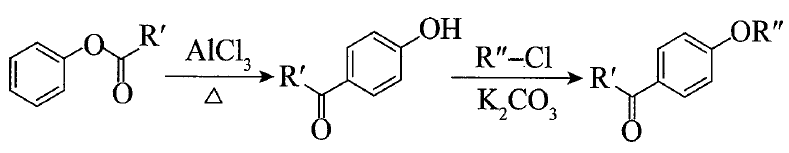 O
R′
O
AlCl₃
△
OH
R′
O
R″–Cl
K₂CO₃
OR″
R′
O